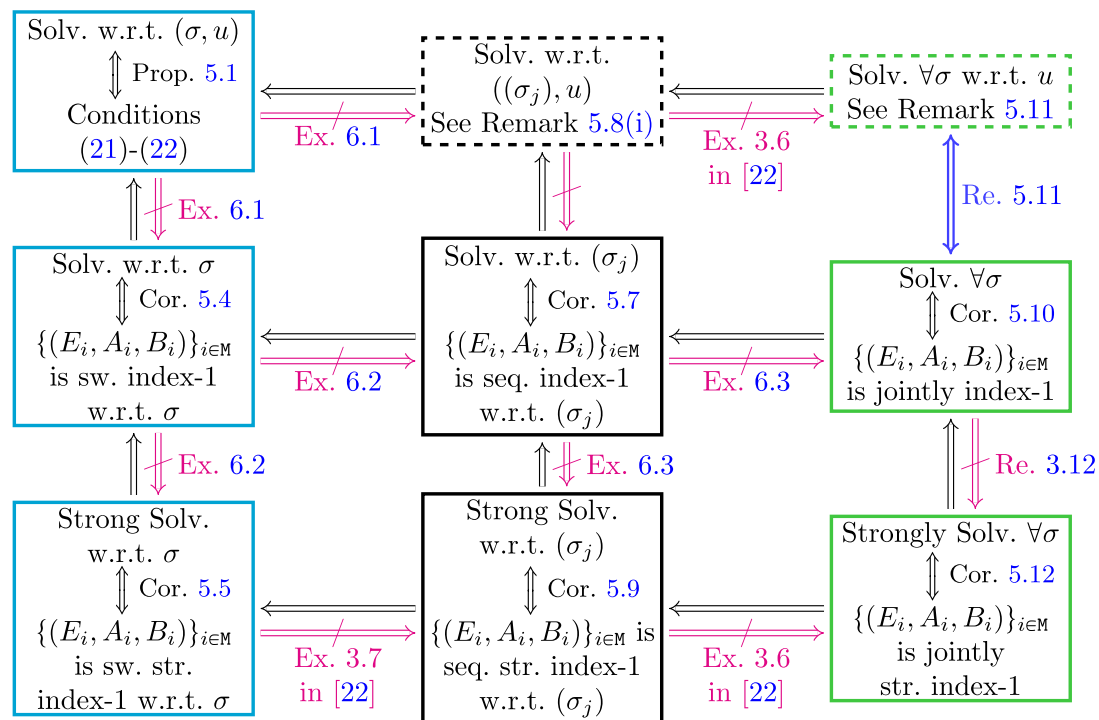 Solv. w.r.t. (σ, u)
Prop. 5.1
Conditions
(21)-(22)
Ex. 6.1
Solv. w.r.t.
((σ_j), u)
See Remark 5.8(i)
Ex. 3.6
in [22]
Solv. ∀σ w.r.t. u
See Remark 5.11
Ex. 6.1
Re. 5.11
Solv. w.r.t. σ
Cor. 5.4
{(E_i, A_i, B_i)}_{i∈M}
is sw. index-1
w.r.t. σ
Ex. 6.2
Solv. w.r.t. (σ_j)
Cor. 5.7
{(E_i, A_i, B_i)}_{i∈M}
is seq. index-1
w.r.t. (σ_j)
Ex. 6.3
Solv. ∀σ
Cor. 5.10
{(E_i, A_i, B_i)}_{i∈M}
is jointly index-1
Ex. 6.2
Ex. 6.3
Re. 3.12
Strong Solv.
w.r.t. σ
Cor. 5.5
{(E_i, A_i, B_i)}_{i∈M}
is sw. str.
index-1 w.r.t. σ
Ex. 3.7
in [22]
Strong Solv.
w.r.t. (σ_j)
Cor. 5.9
{(E_i, A_i, B_i)}_{i∈M} is
seq. str. index-1
w.r.t. (σ_j)
Ex. 3.6
in [22]
Strongly Solv. ∀σ
Cor. 5.12
{(E_i, A_i, B_i)}_{i∈M}
is jointly
str. index-1